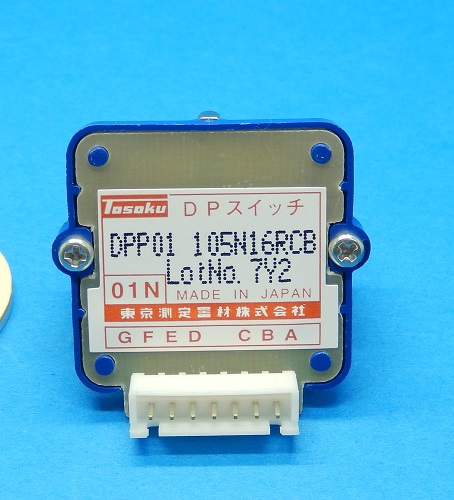 Tosoku DPスイッチ
DPP01 105N16RCB
LotNo. 7Y2
01N MADE IN JAPAN
東京測定器材株式会社
GFED CBA